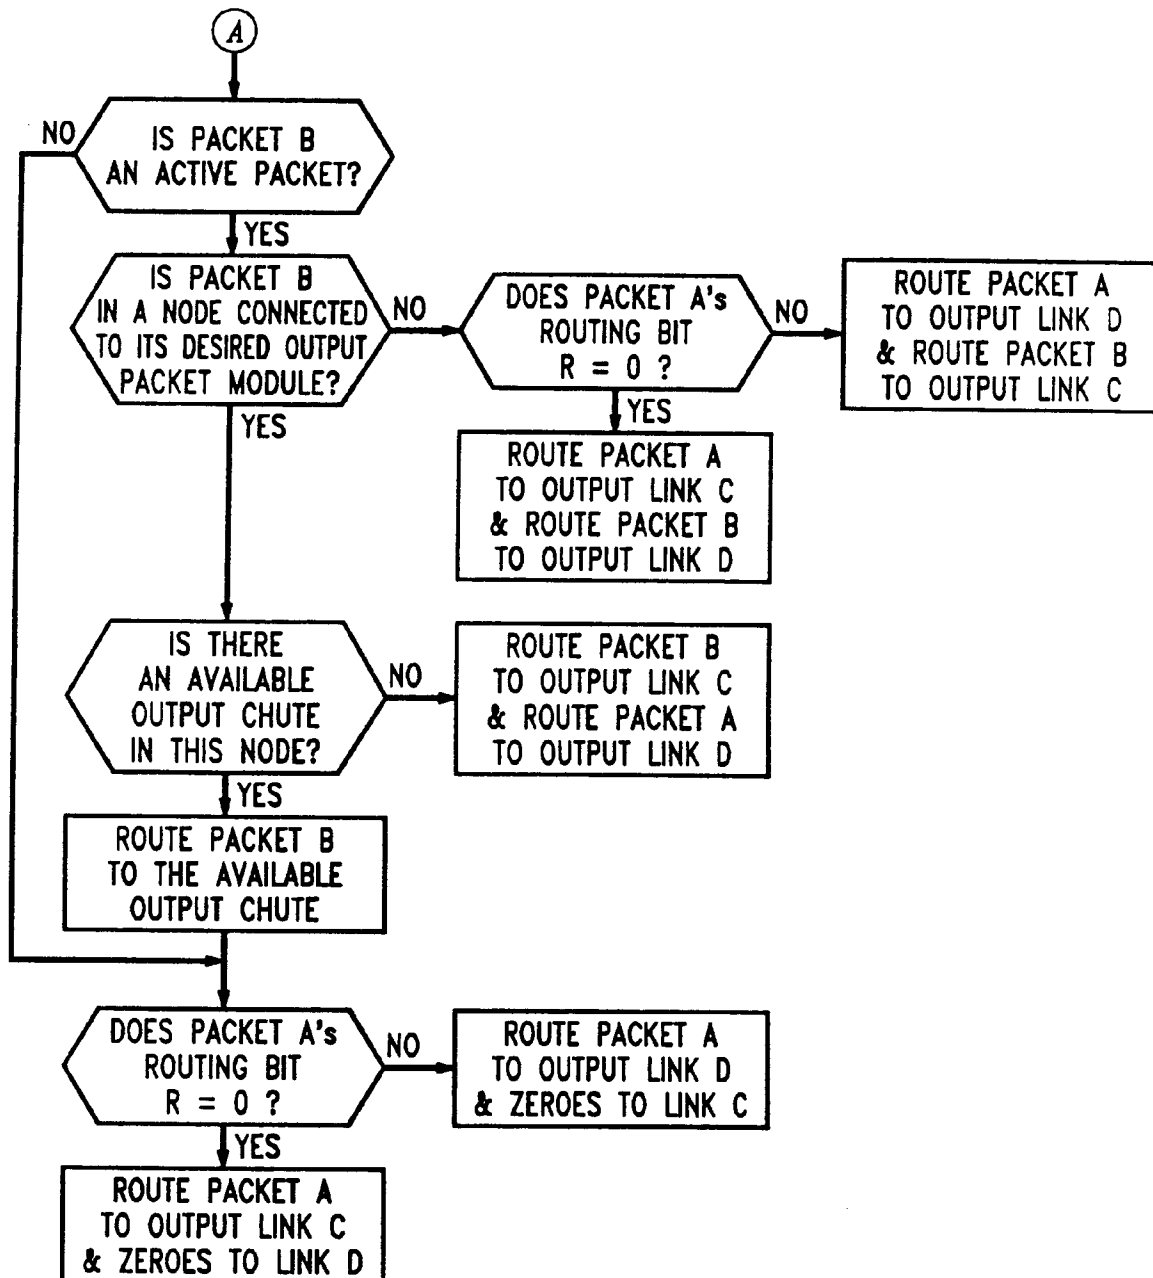 A
NO
IS PACKET B
AN ACTIVE PACKET?
YES
IS PACKET B
IN A NODE CONNECTED
TO ITS DESIRED OUTPUT
PACKET MODULE?
NO
DOES PACKET A's
ROUTING BIT
R = 0 ?
NO
ROUTE PACKET A
TO OUTPUT LINK D
& ROUTE PACKET B
TO OUTPUT LINK C
YES
YES
ROUTE PACKET A
TO OUTPUT LINK C
& ROUTE PACKET B
TO OUTPUT LINK D
IS THERE
AN AVAILABLE
OUTPUT CHUTE
IN THIS NODE?
NO
ROUTE PACKET B
TO OUTPUT LINK C
& ROUTE PACKET A
TO OUTPUT LINK D
YES
ROUTE PACKET B
TO THE AVAILABLE
OUTPUT CHUTE
DOES PACKET A's
ROUTING BIT
R = 0 ?
NO
ROUTE PACKET A
TO OUTPUT LINK D
& ZEROES TO LINK C
YES
ROUTE PACKET A
TO OUTPUT LINK C
& ZEROES TO LINK D